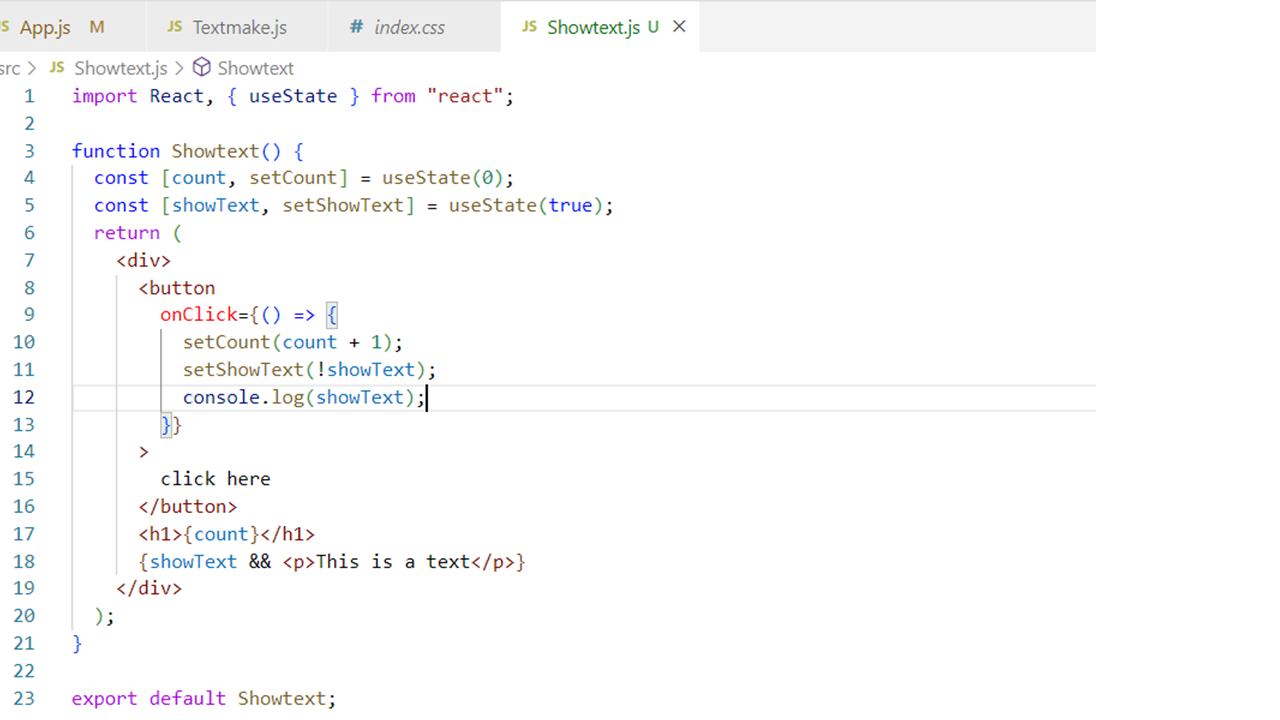 JS App.js M JS Textmake.js # index.css JS Showtext.js U
src > JS Showtext.js > Showtext
1 import React, { useState } from "react";
2
3 function Showtext() {
4 const [count, setCount] = useState(0);
5 const [showText, setShowText] = useState(true);
6 return (
7 <div>
8 <button
9 onClick={() => {
10 setCount(count + 1);
11 setShowText(!showText);
12 console.log(showText);
13 }}
14 >
15 click here
16 </button>
17 <h1>{count}</h1>
18 {showText && <p>This is a text</p>}
19 </div>
20 );
21 }
22
23 export default Showtext;